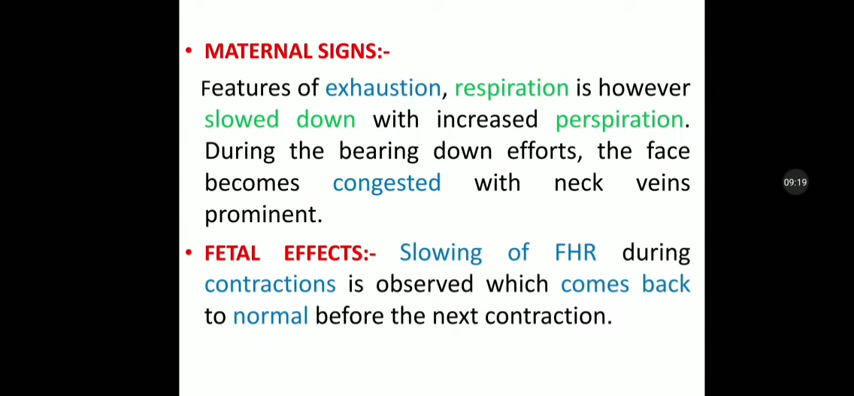 • MATERNAL SIGNS:-
Features of exhaustion, respiration is however
slowed down with increased perspiration.
During the bearing down efforts, the face
becomes congested with neck veins
prominent.
• FETAL EFFECTS:- Slowing of FHR during
contractions is observed which comes back
to normal before the next contraction.
09:19